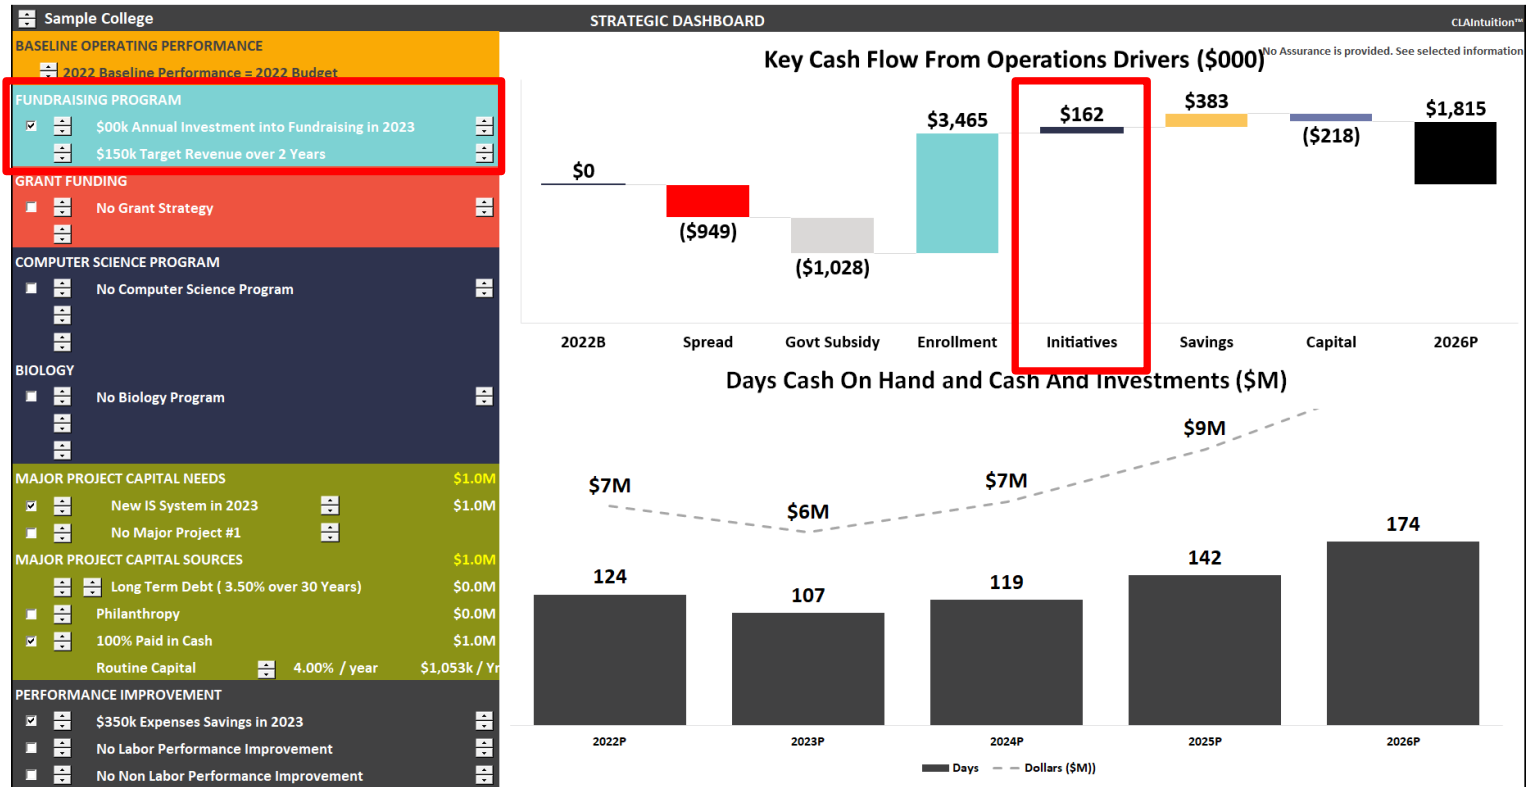 Sample College
STRATEGIC DASHBOARD
CLAIntuition™
BASELINE OPERATING PERFORMANCE
2022 Baseline Performance = 2022 Budget
FUNDRAISING PROGRAM
$00k Annual Investment into Fundraising in 2023
$150k Target Revenue over 2 Years
GRANT FUNDING
No Grant Strategy
COMPUTER SCIENCE PROGRAM
No Computer Science Program
BIOLOGY
No Biology Program
MAJOR PROJECT CAPITAL NEEDS $1.0M
New IS System in 2023 $1.0M
No Major Project #1
MAJOR PROJECT CAPITAL SOURCES $1.0M
Long Term Debt ( 3.50% over 30 Years) $0.0M
Philanthropy $0.0M
100% Paid in Cash $1.0M
Routine Capital 4.00% / year $1,053k / Yr
PERFORMANCE IMPROVEMENT
$350k Expenses Savings in 2023
No Labor Performance Improvement
No Non Labor Performance Improvement
Key Cash Flow From Operations Drivers ($000)
No Assurance is provided. See selected information
$0
($949)
($1,028)
$3,465
$162
$383
($218)
$1,815
2022B Spread Govt Subsidy Enrollment Initiatives Savings Capital 2026P
Days Cash On Hand and Cash And Investments ($M)
$7M
$6M
$7M
$9M
124
107
119
142
174
2022P 2023P 2024P 2025P 2026P
Days Dollars ($M))